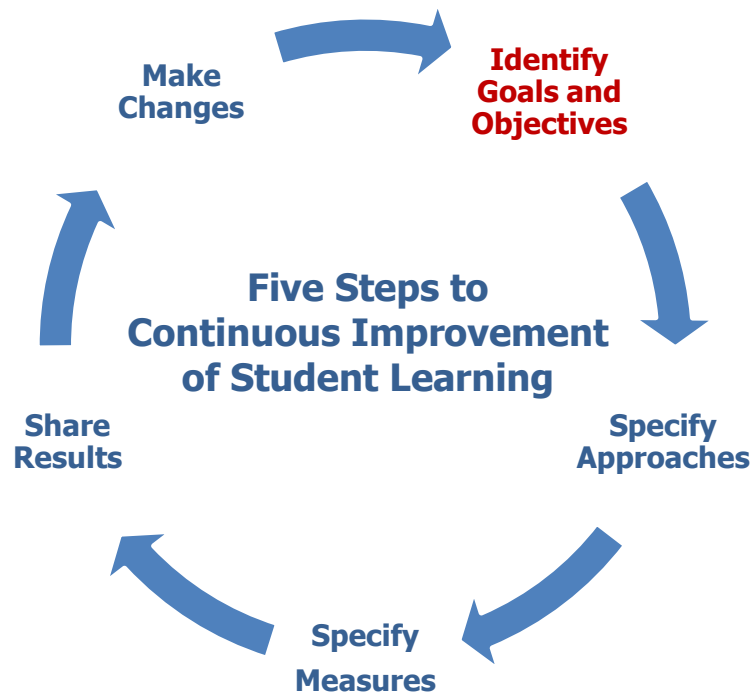 Five Steps to
Continuous Improvement
of Student Learning
Identify
Goals and
Objectives
Specify
Approaches
Specify
Measures
Share
Results
Make
Changes